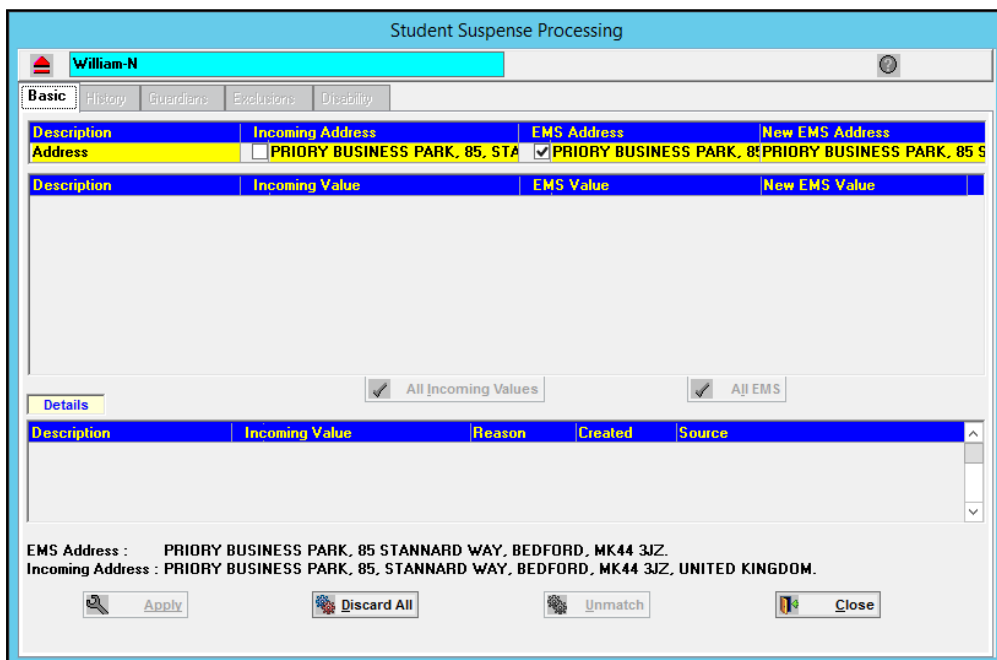 Student Suspense Processing
William-N
Basic History Guardians Exclusions Disability
Description Incoming Address EMS Address New EMS Address
Address PRIORY BUSINESS PARK, 85, STA PRIORY BUSINESS PARK, 85 PRIORY BUSINESS PARK, 85 S
Description Incoming Value EMS Value New EMS Value
All Incoming Values All EMS
Details
Description Incoming Value Reason Created Source
EMS Address : PRIORY BUSINESS PARK, 85 STANNARD WAY, BEDFORD, MK44 3JZ.
Incoming Address : PRIORY BUSINESS PARK, 85, STANNARD WAY, BEDFORD, MK44 3JZ, UNITED KINGDOM.
Apply Discard All Unmatch Close